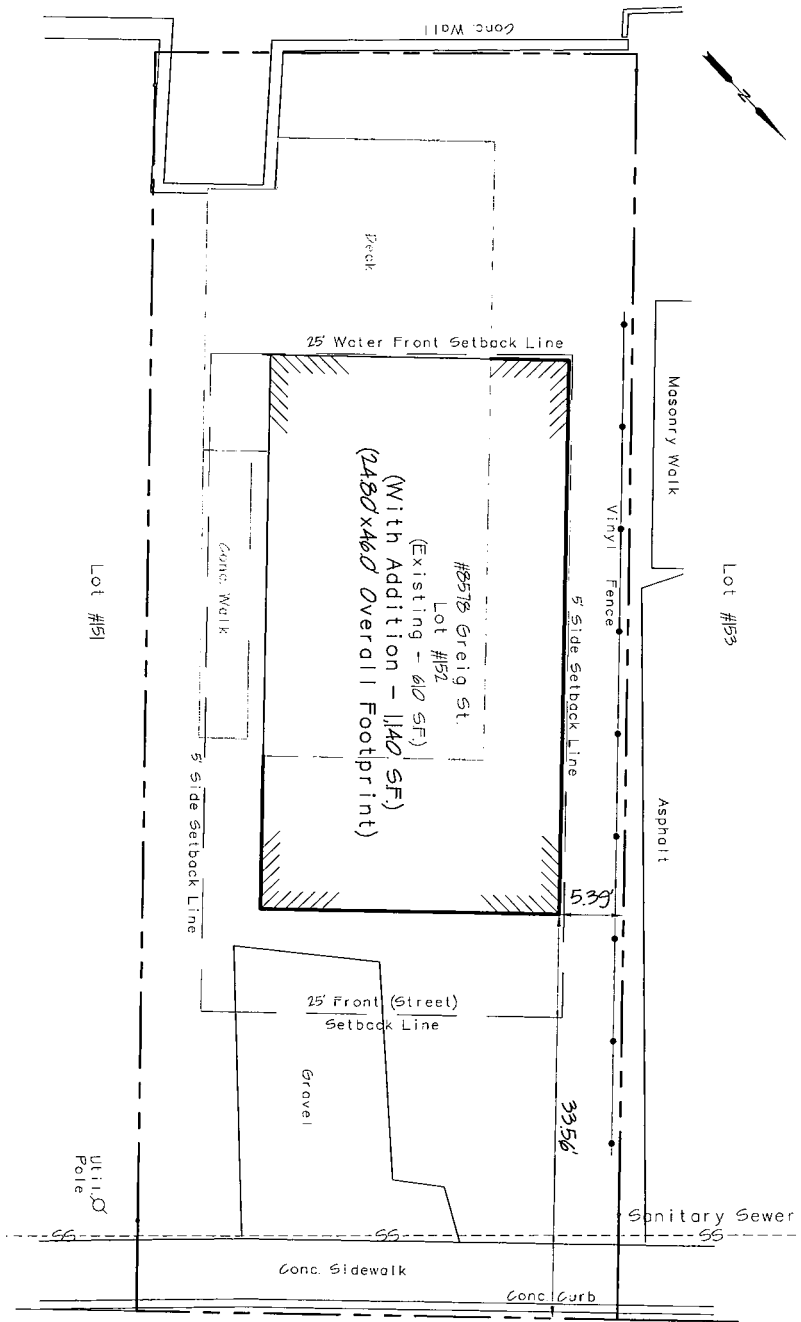 Conc. Wall
N
Deck
25' Water Front Setback Line
Masonry Walk
Vinyl Fence
Lot #153
Lot #151
Conc. Walk
#8578 Greig St.
Lot #152
(Existing - 610 S.F.)
(With Addition - 1,140 S.F.)
(24.80'x46.0' Overall Footprint)
5' Side Setback Line
5' Side Setback Line
Asphalt
5.39'
25' Front (Street)
Setback Line
Gravel
33.56'
Util.
Pole
Sanitary Sewer
SS
SS
SS
Conc. Sidewalk
Conc. Curb